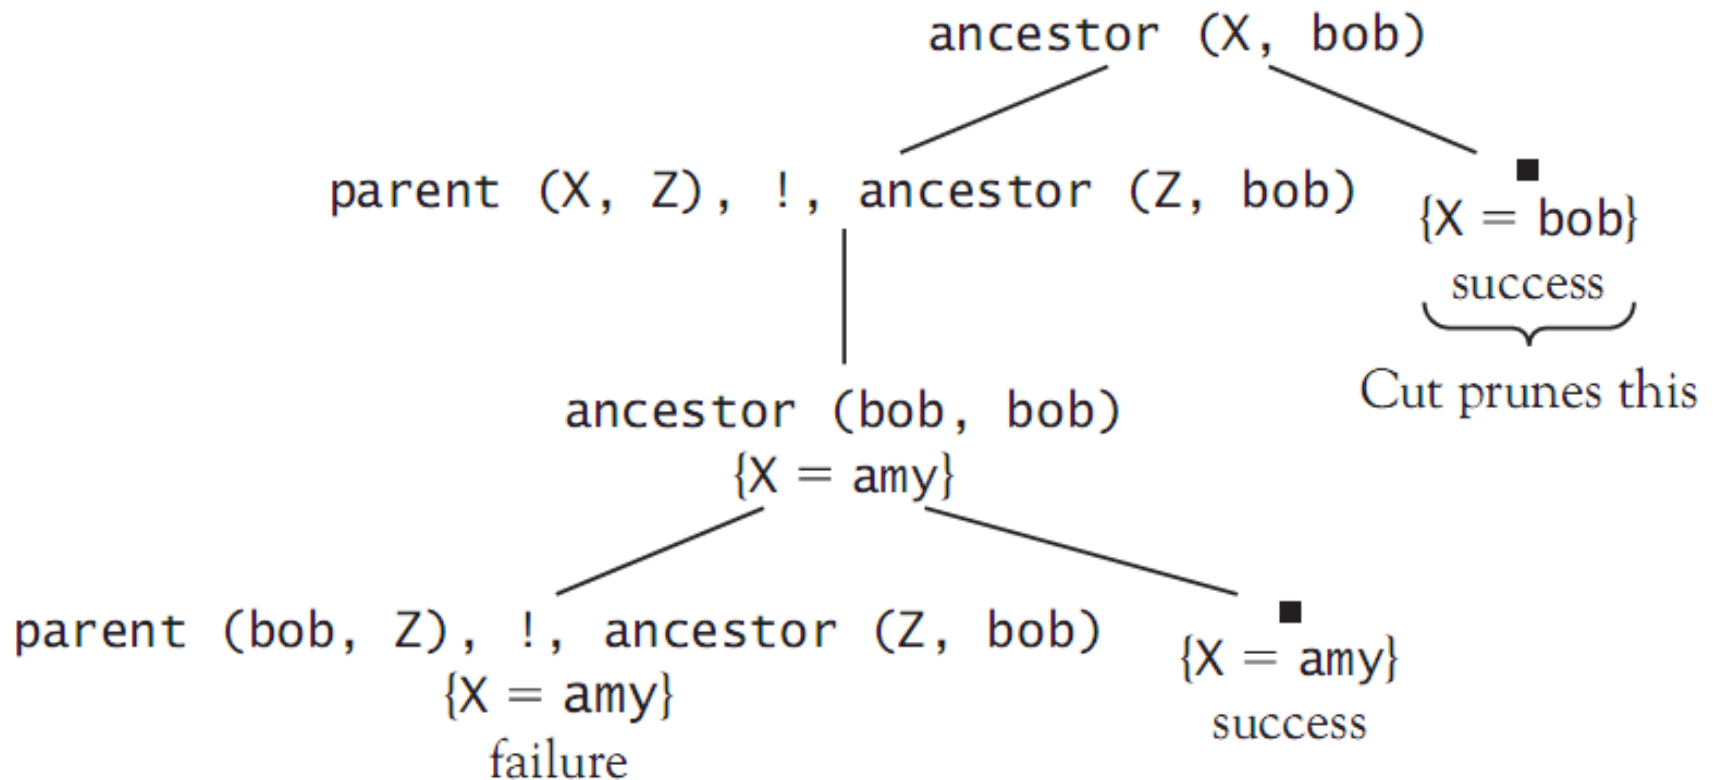 ancestor (X, bob)
parent (X, Z), !, ancestor (Z, bob)
{X = bob}
success
Cut prunes this
ancestor (bob, bob)
{X = amy}
parent (bob, Z), !, ancestor (Z, bob)
{X = amy}
failure
{X = amy}
success